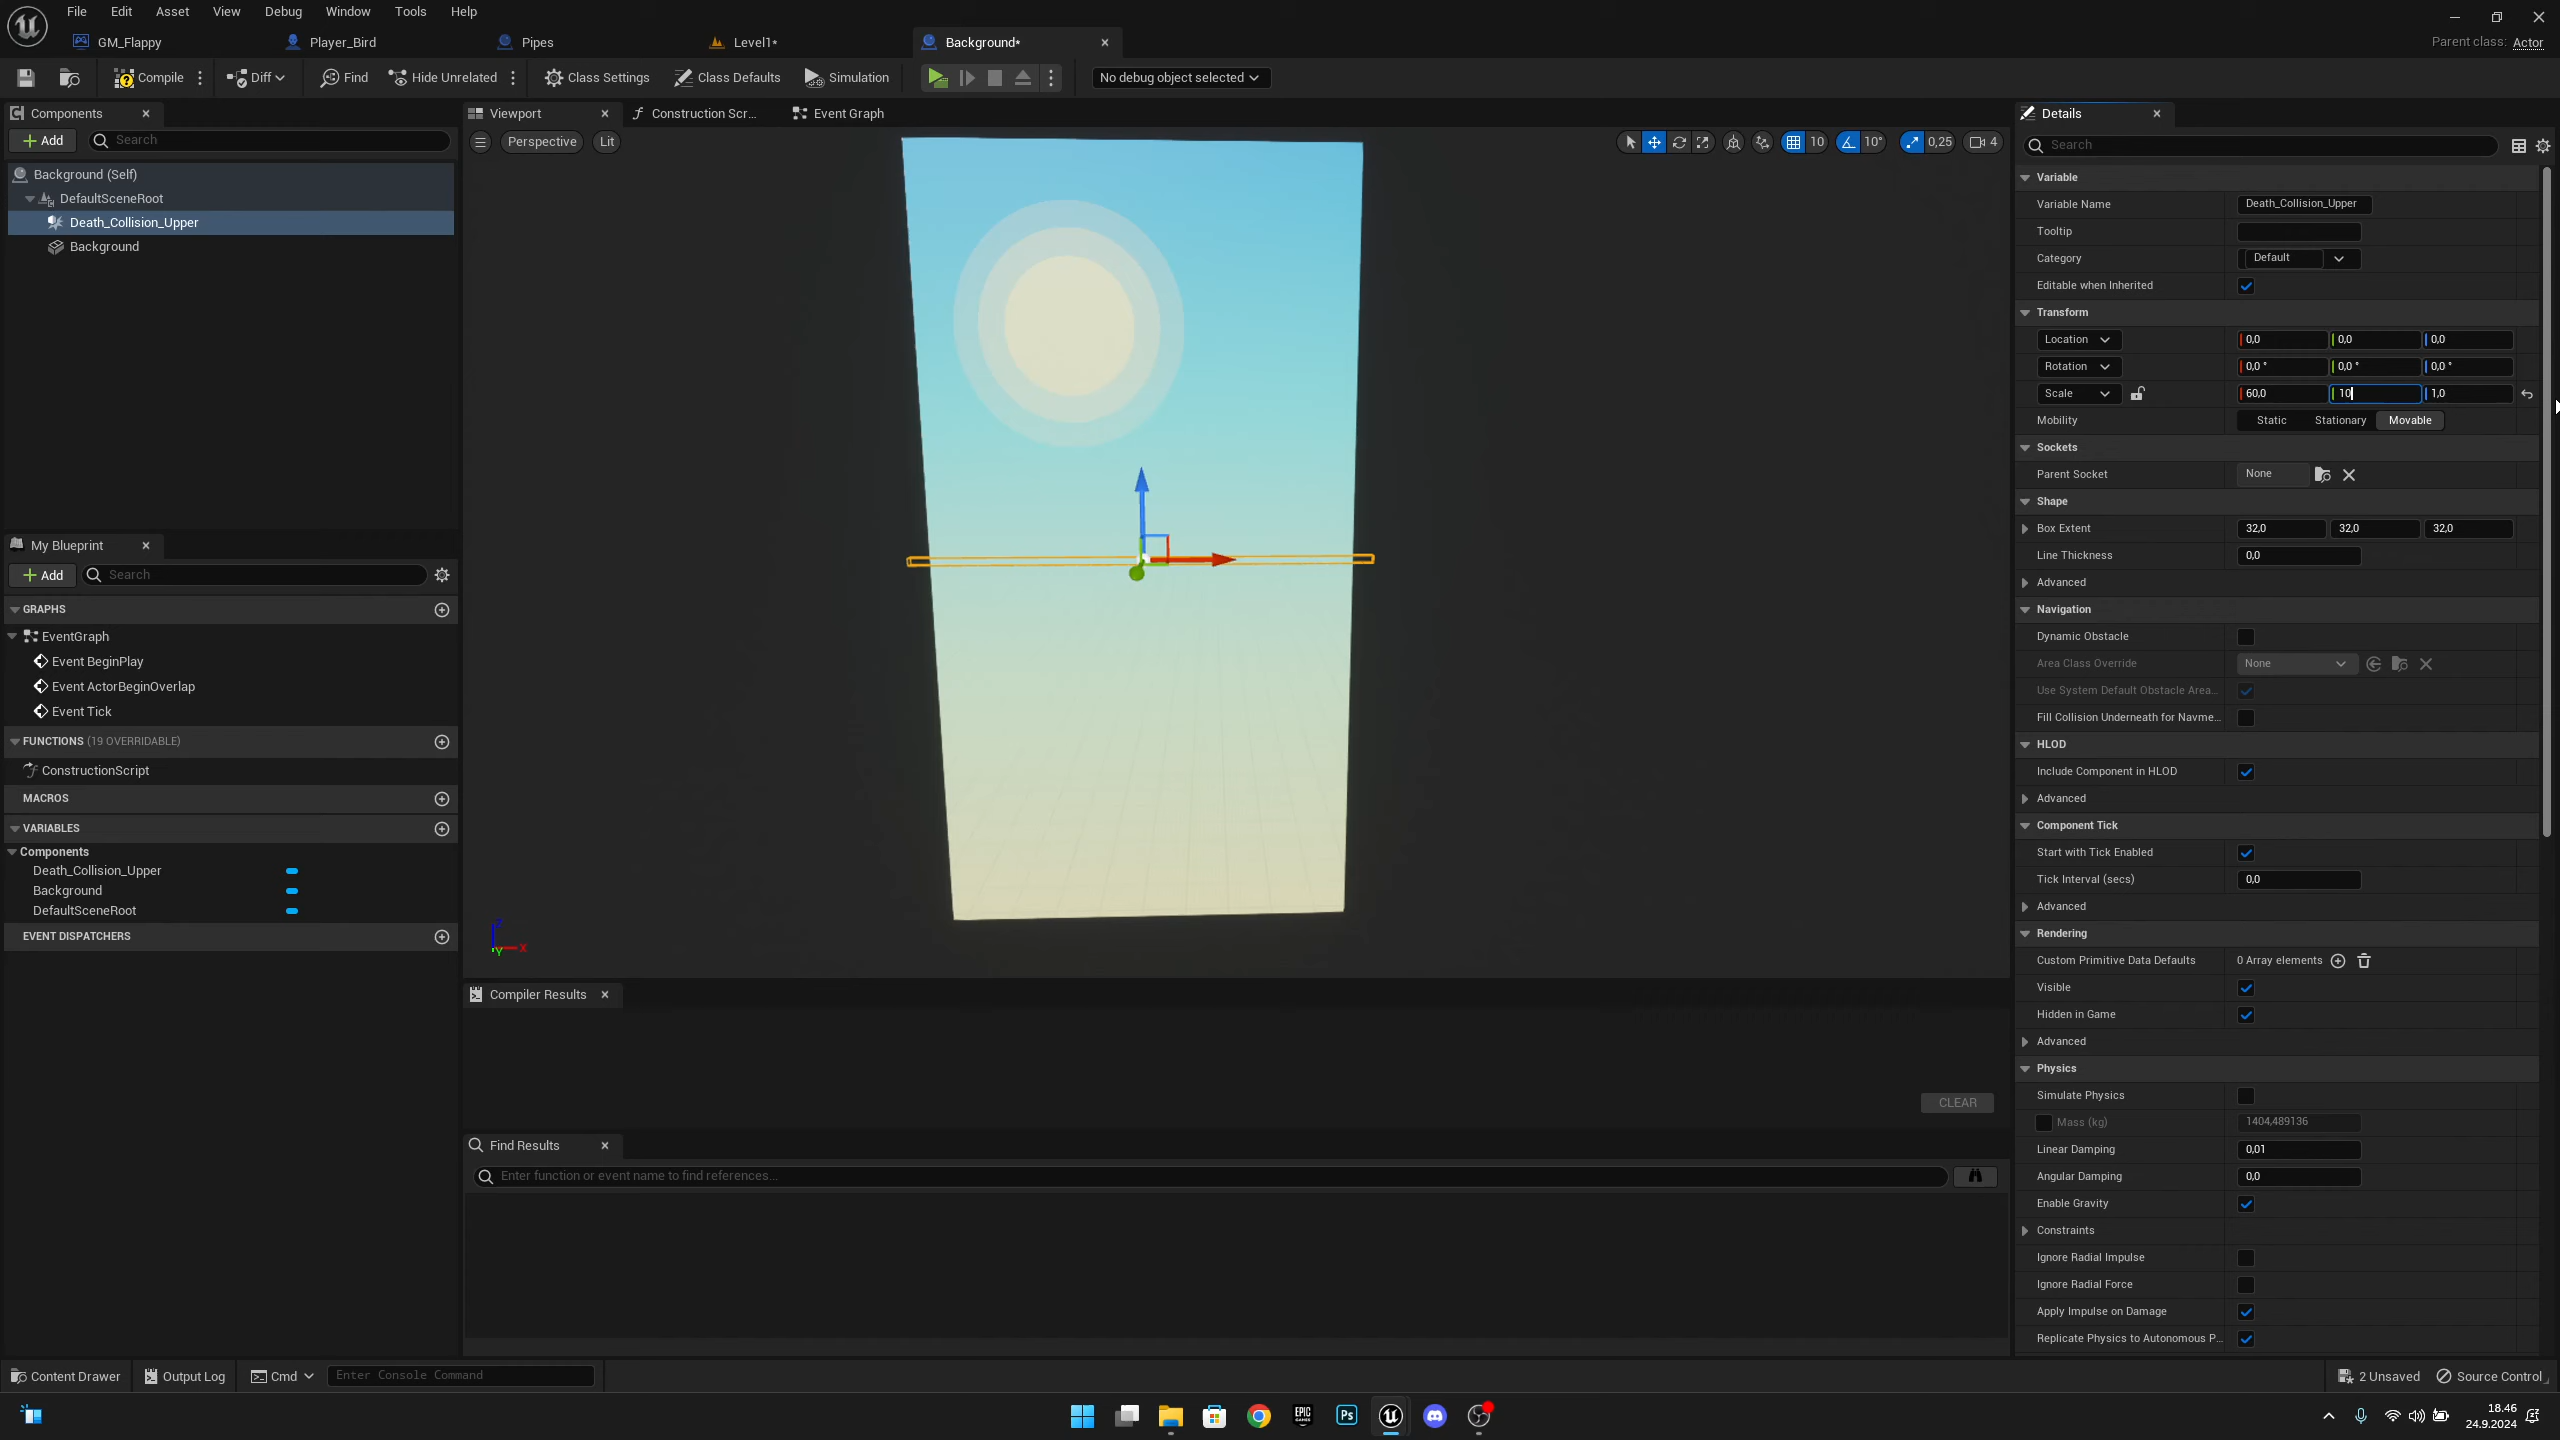 File Edit Asset View Debug Window Tools Help
GM_Flappy Player_Bird Pipes Level1* Background*
Parent class: Actor
Compile Diff Find Hide Unrelated Class Settings Class Defaults Simulation No debug object selected
Components
Add Search
Background (Self)
DefaultSceneRoot
Death_Collision_Upper
Background
My Blueprint
Add Search
GRAPHS
EventGraph
Event BeginPlay
Event ActorBeginOverlap
Event Tick
FUNCTIONS (19 OVERRIDABLE)
ConstructionScript
MACROS
VARIABLES
Components
Death_Collision_Upper
Background
DefaultSceneRoot
EVENT DISPATCHERS
Viewport Construction Scr... Event Graph
Perspective Lit 10 10° 0,25 4
Z X Y
Compiler Results
CLEAR
Find Results
Enter function or event name to find references...
Details
Search
Variable
Variable Name Death_Collision_Upper
Tooltip
Category Default
Editable when Inherited
Transform
Location 0,0 0,0 0,0
Rotation 0,0 ° 0,0 ° 0,0 °
Scale 60,0 10 1,0
Mobility Static Stationary Movable
Sockets
Parent Socket None
Shape
Box Extent 32,0 32,0 32,0
Line Thickness 0,0
Advanced
Navigation
Dynamic Obstacle
Area Class Override None
Use System Default Obstacle Area...
Fill Collision Underneath for Navme...
HLOD
Include Component in HLOD
Advanced
Component Tick
Start with Tick Enabled
Tick Interval (secs) 0,0
Advanced
Rendering
Custom Primitive Data Defaults 0 Array elements
Visible
Hidden in Game
Advanced
Physics
Simulate Physics
Mass (kg) 1404,489136
Linear Damping 0,01
Angular Damping 0,0
Enable Gravity
Constraints
Ignore Radial Impulse
Ignore Radial Force
Apply Impulse on Damage
Replicate Physics to Autonomous P...
Content Drawer Output Log Cmd Enter Console Command 2 Unsaved Source Control
EPIC GAMES Ps
18.46
24.9.2024